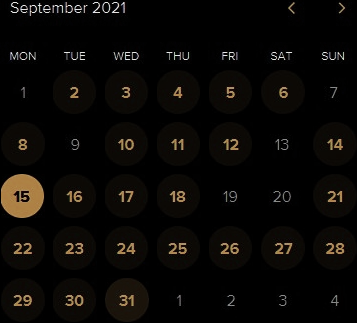 September 2021 < >
MON TUE WED THU FRI SAT SUN
1 2 3 4 5 6 7
8 9 10 11 12 13 14
15 16 17 18 19 20 21
22 23 24 25 26 27 28
29 30 31 1 2 3 4